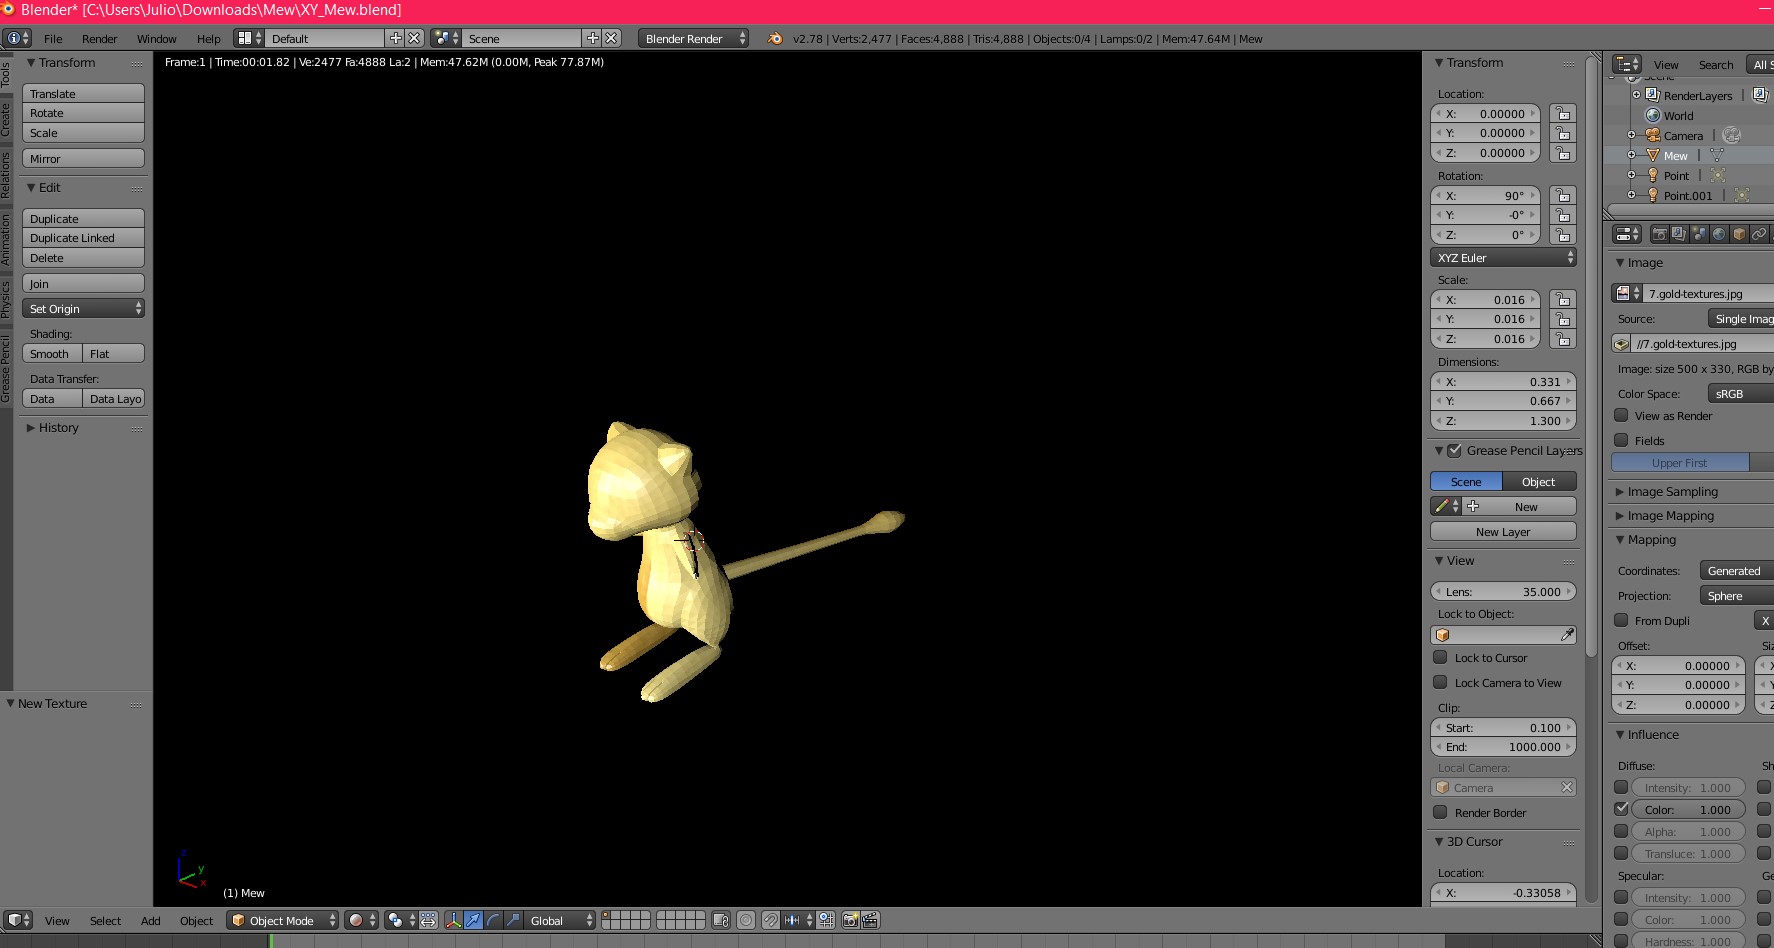 Blender* [C:\Users\Julio\Downloads\Mew\XY_Mew.blend]
File Render Window Help Default Scene Blender Render v2.78 | Verts:2,477 | Faces:4,888 | Tris:4,888 | Objects:0/4 | Lamps:0/2 | Mem:47.64M | Mew
Frame:1 | Time:00:01.82 | Ve:2477 Fa:4888 La:2 | Mem:47.62M (0.00M, Peak 77.87M)
Tools
Create
Relations
Animation
Physics
Grease Pencil
Transform
Translate
Rotate
Scale
Mirror
Edit
Duplicate
Duplicate Linked
Delete
Join
Set Origin
Shading:
Smooth Flat
Data Transfer:
Data Data Layo
History
New Texture
(1) Mew
z
y
x
View Select Add Object Object Mode Global
Transform
Location:
X: 0.00000
Y: 0.00000
Z: 0.00000
Rotation:
X: 90°
Y: -0°
Z: 0°
XYZ Euler
Scale:
X: 0.016
Y: 0.016
Z: 0.016
Dimensions:
X: 0.331
Y: 0.667
Z: 1.300
Grease Pencil Layers
Scene Object
New
New Layer
View
Lens: 35.000
Lock to Object:
Lock to Cursor
Lock Camera to View
Clip:
Start: 0.100
End: 1000.000
Local Camera:
Camera
Render Border
3D Cursor
Location:
X: -0.33058
View Search All S
Scene
RenderLayers
World
Camera
Mew
Point
Point.001
Image
7.gold-textures.jpg
Source: Single Imag
//7.gold-textures.jpg
Image: size 500 x 330, RGB by
Color Space: sRGB
View as Render
Fields
Upper First
Image Sampling
Image Mapping
Mapping
Coordinates: Generated
Projection: Sphere
From Dupli X
Offset: Siz
X: 0.00000
Y: 0.00000
Z: 0.00000
Influence
Diffuse: Sh
Intensity: 1.000
Color: 1.000
Alpha: 1.000
Transluce: 1.000
Specular: Ge
Intensity: 1.000
Color: 1.000
Hardness: 1.000